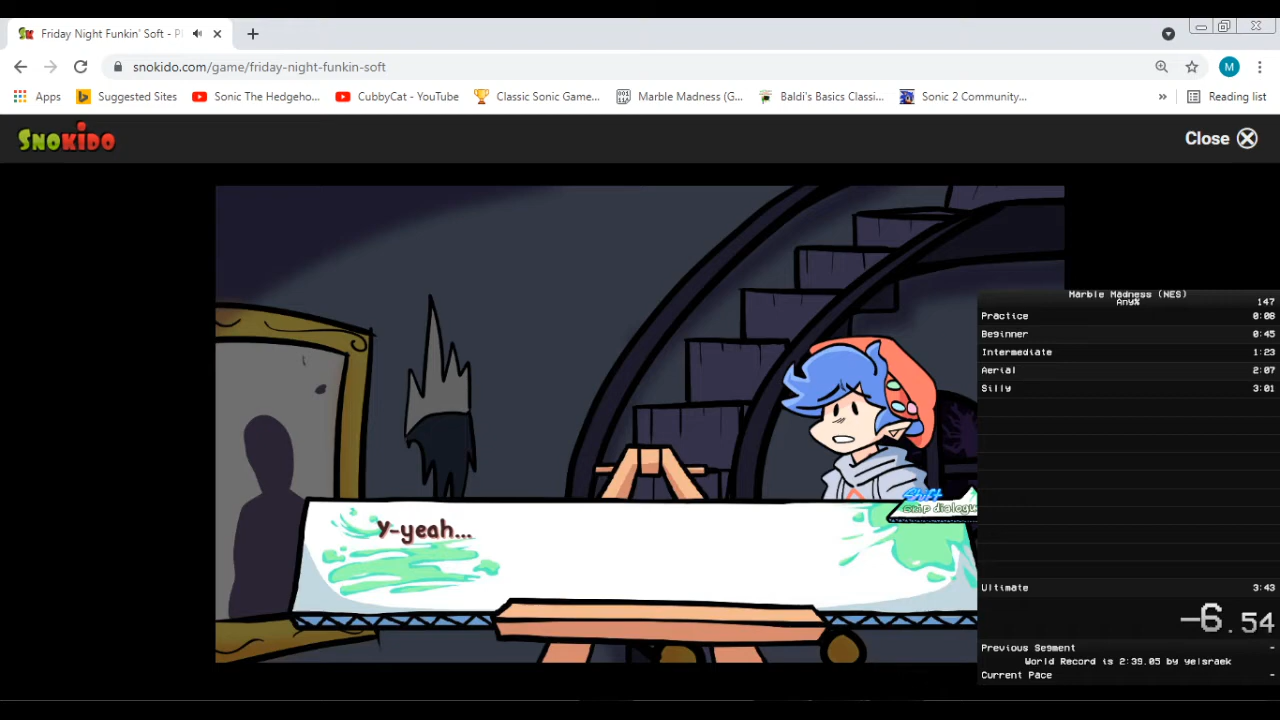 Friday Night Funkin' Soft - Pl
snokido.com/game/friday-night-funkin-soft
M
Apps
Suggested Sites
Sonic The Hedgeho...
CubbyCat - YouTube
Classic Sonic Game...
Marble Madness (G...
Baldi's Basics Classi...
Sonic 2 Community...
»
Reading list
SNOKIDO
Close
Marble Madness (NES)
Any% 147
Practice 0:08
Beginner 0:45
Intermediate 1:23
Aerial 2:07
Silly 3:01
Shift
skip dialogu
Y-yeah...
Ultimate 3:43
-6.54
Previous Segment -
World Record is 2:39.05 by yelsraek
Current Pace -